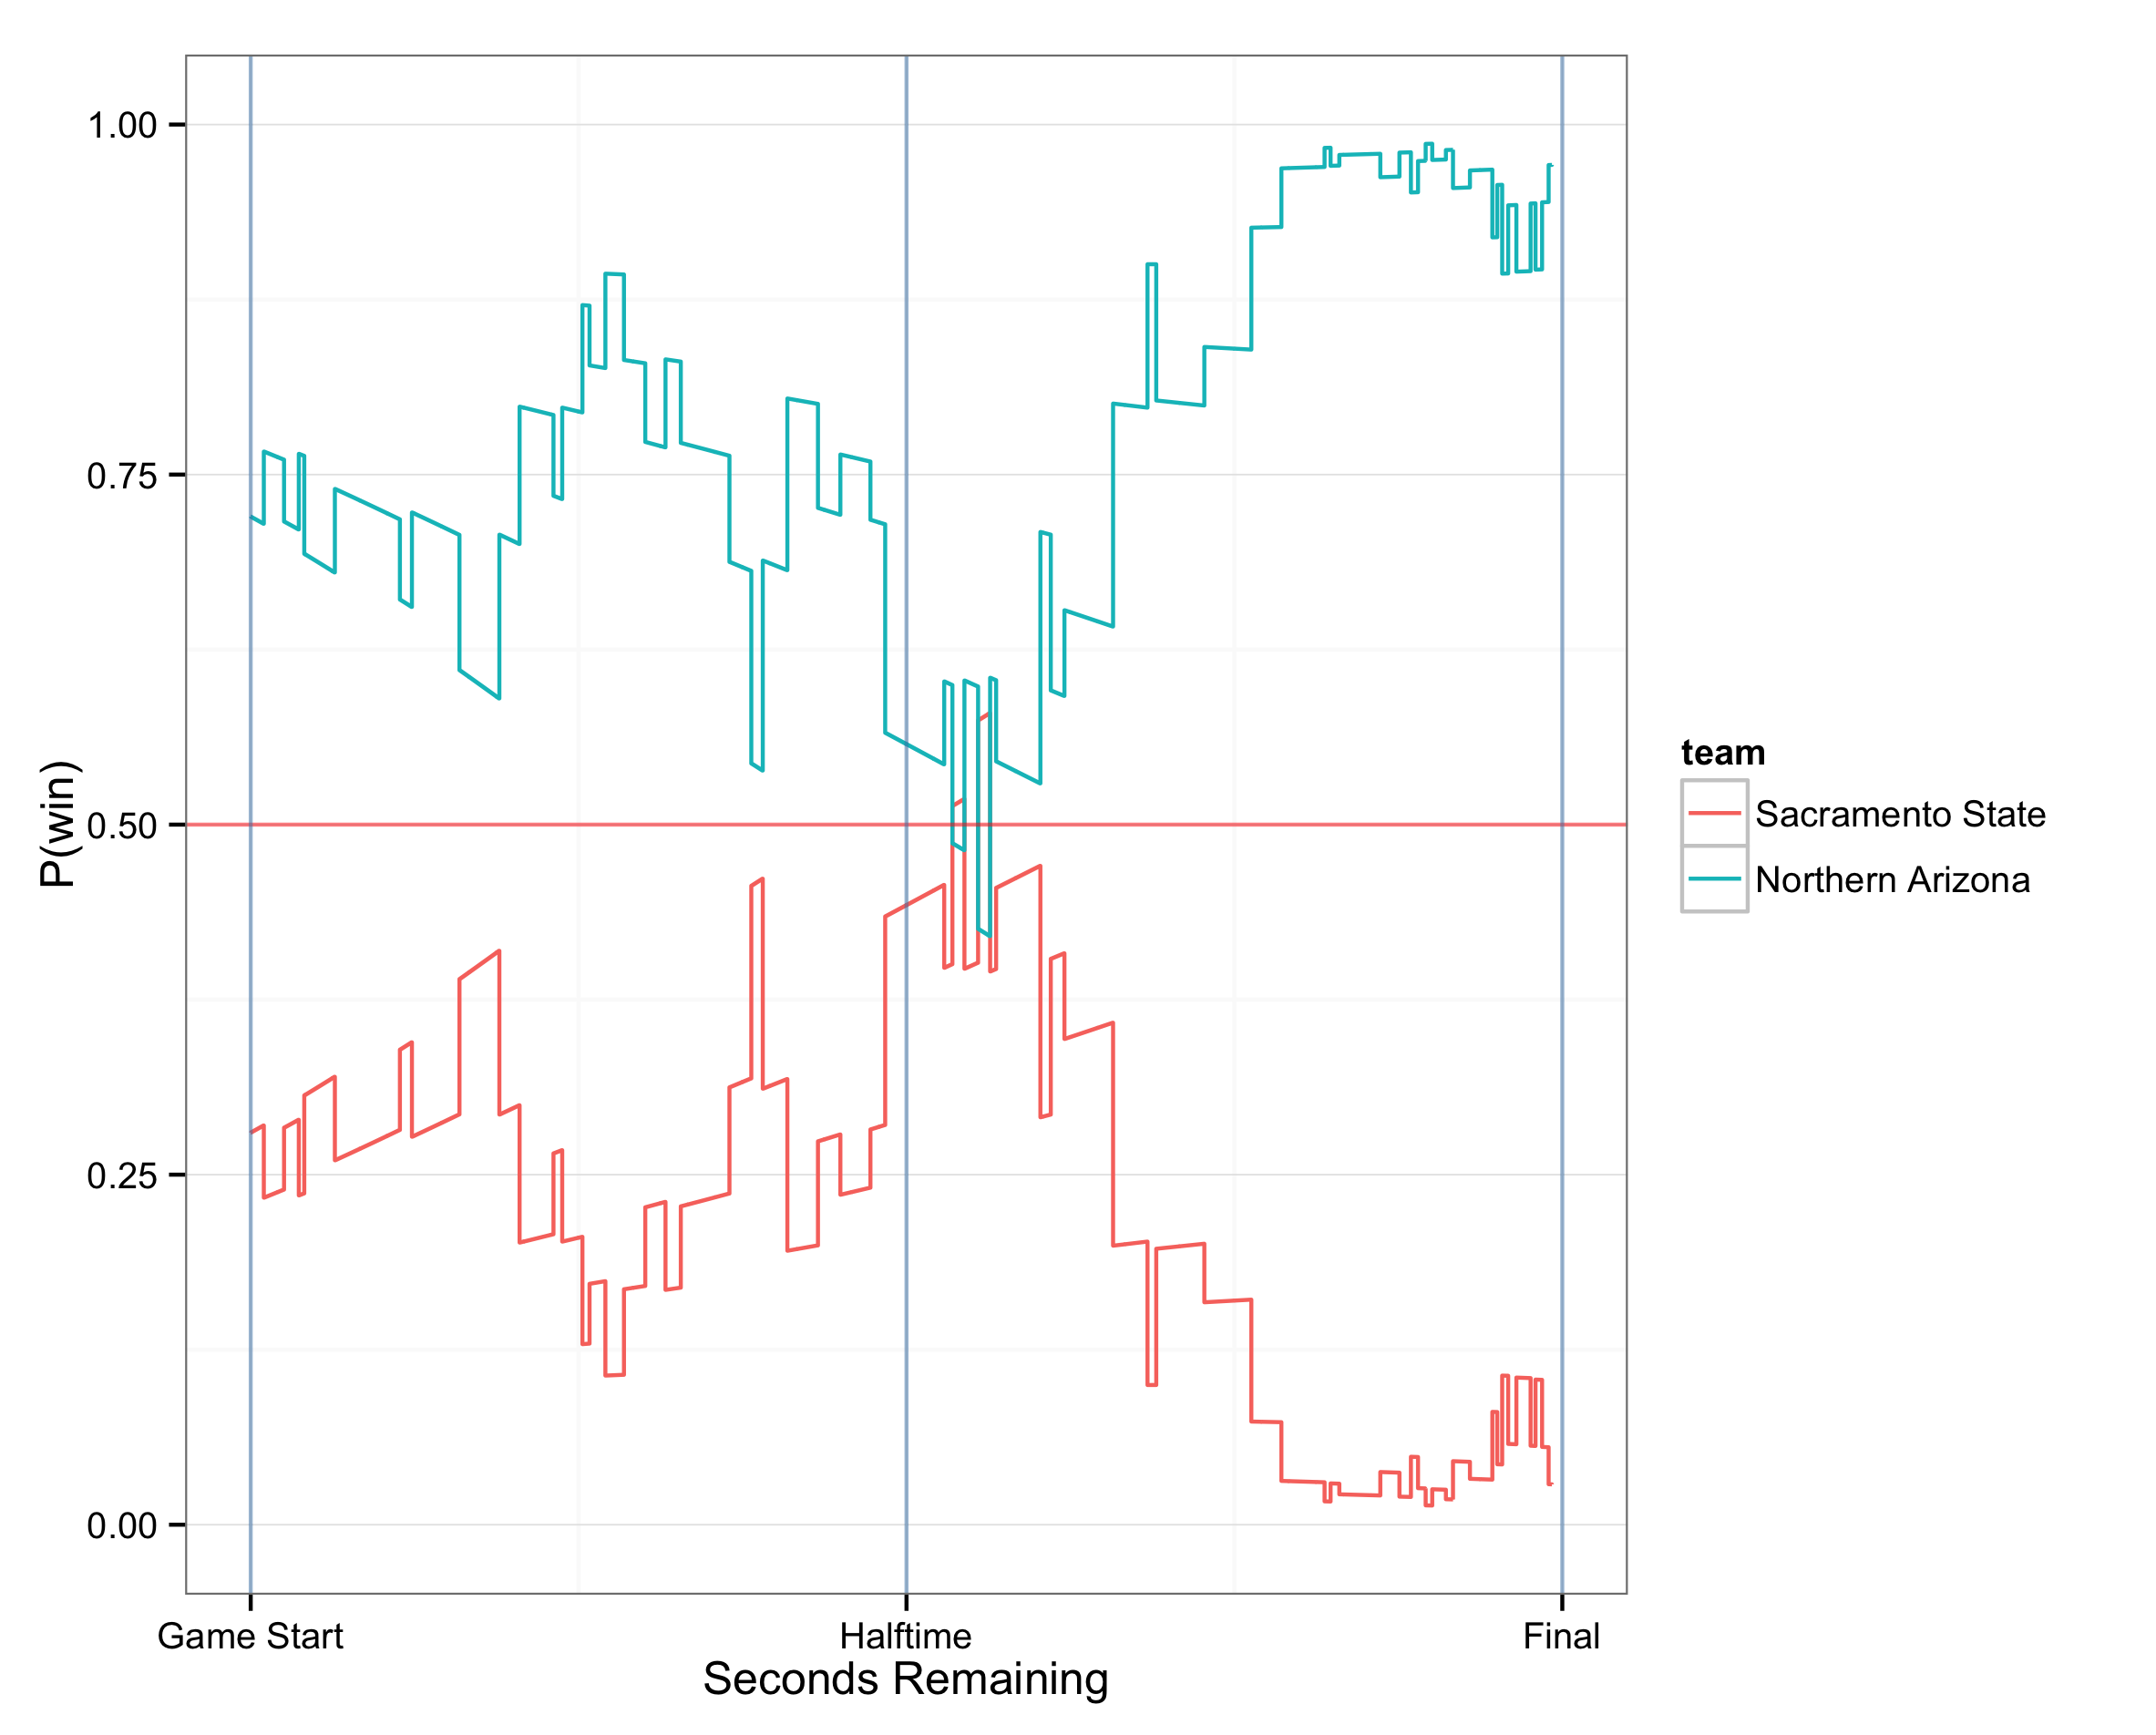 1.00
0.75
0.50
0.25
0.00
P(win)
Game Start
Halftime
Final
Seconds Remaining
team
Sacramento State
Northern Arizona